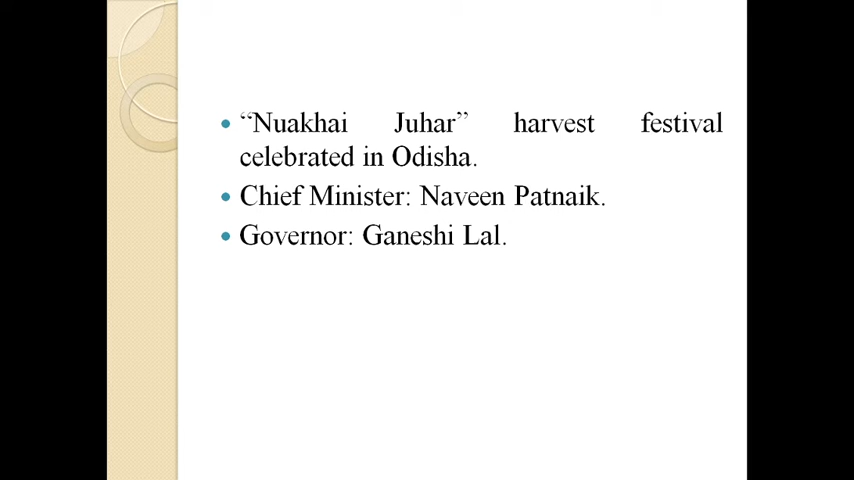 “Nuakhai Juhar” harvest festival
celebrated in Odisha.
Chief Minister: Naveen Patnaik.
Governor: Ganeshi Lal.